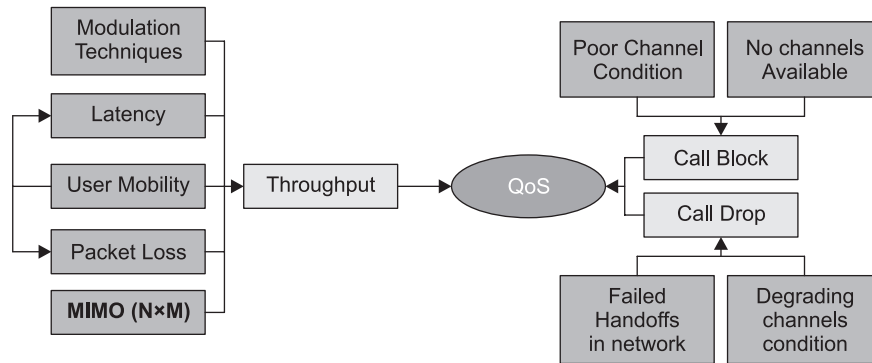 Modulation
Techniques
Latency
User Mobility
Packet Loss
MIMO (N×M)
Throughput
QoS
Poor Channel
Condition
No channels
Available
Call Block
Call Drop
Failed
Handoffs
in network
Degrading
channels
condition